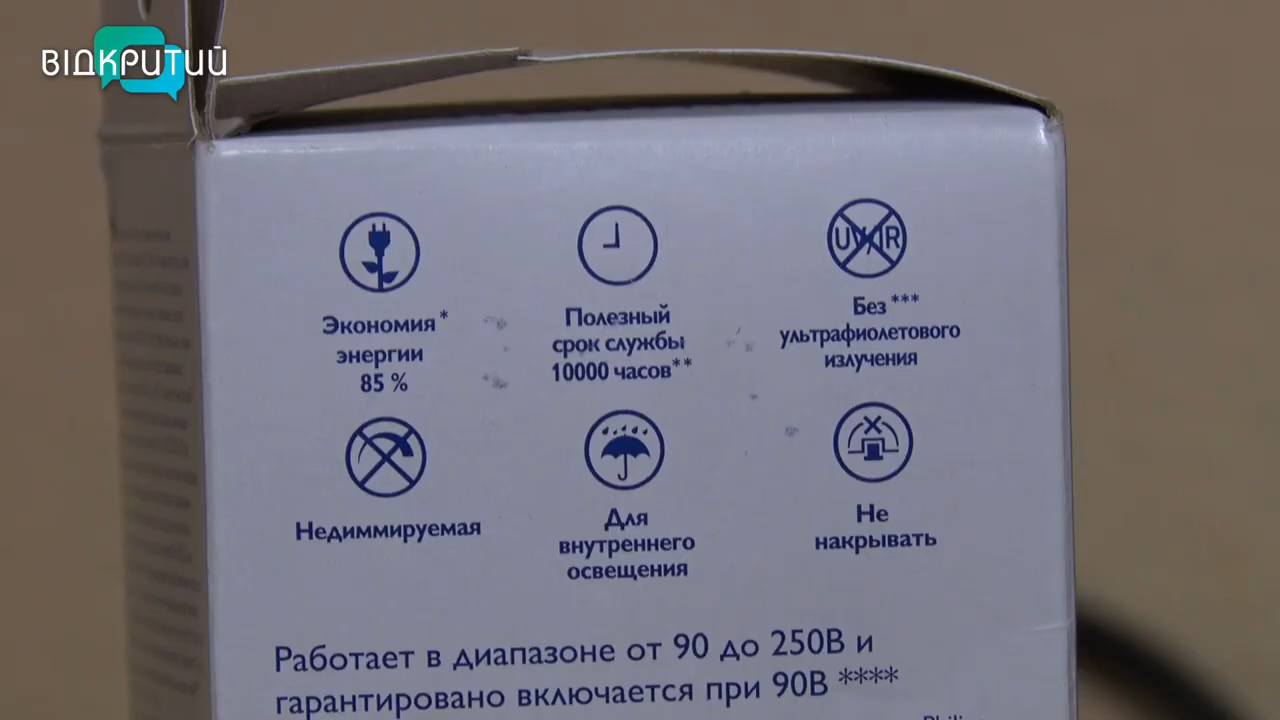 ВІДКРИТИЙ
UV/IR
Экономия*
энергии
85 %
Полезный
срок службы
10000 часов**
Без***
ультрафиолетового
излучения
Недиммируемая
Для
внутреннего
освещения
Не
накрывать
Работает в диапазоне от 90 до 250В и
гарантировано включается при 90В ****